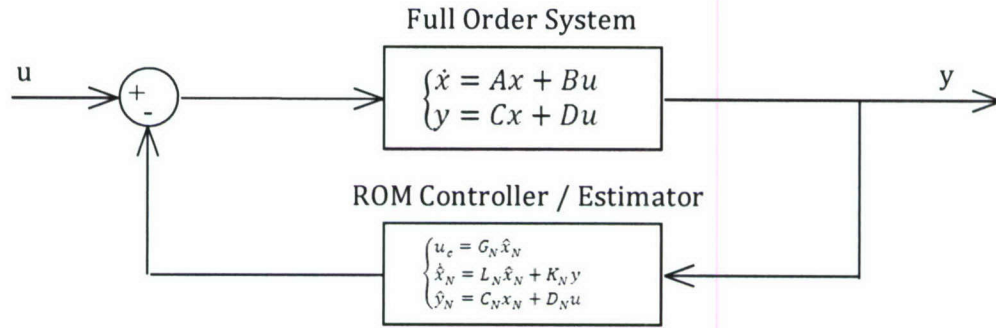 Full Order System
u
+
-
ẋ = Ax + Bu
y = Cx + Du
y
ROM Controller / Estimator
u_c = G_N x̂_N
x̂̇_N = L_N x̂_N + K_N y
ŷ_N = C_N x_N + D_N u